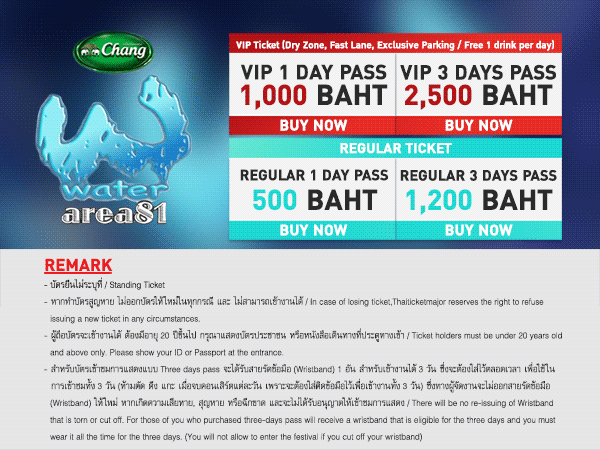 Chang
water
area81
VIP Ticket (Dry Zone, Fast Lane, Exclusive Parking / Free 1 drink per day)
VIP 1 DAY PASS
1,000 BAHT
BUY NOW
VIP 3 DAYS PASS
2,500 BAHT
BUY NOW
REGULAR TICKET
REGULAR 1 DAY PASS
500 BAHT
BUY NOW
REGULAR 3 DAYS PASS
1,200 BAHT
BUY NOW
REMARK
- บัตรยืนไม่ระบุที่ / Standing Ticket
- หากทำบัตรสูญหาย ไม่ออกบัตรให้ใหม่ในทุกกรณี และ ไม่สามารถเข้างานได้ / In case of losing ticket,Thaiticketmajor reserves the right to refuse
issuing a new ticket in any circumstances.
- ผู้ถือบัตรจะเข้างานได้ ต้องมีอายุ 20 ปีขึ้นไป กรุณาแสดงบัตรประชาชน หรือหนังสือเดินทางที่ประตูทางเข้า / Ticket holders must be under 20 years old
and above only. Please show your ID or Passport at the entrance.
- สำหรับบัตรเข้าชมการแสดงแบบ Three days pass จะได้รับสายรัดข้อมือ (Wristband) 1 อัน สำหรับเข้างานได้ 3 วัน ซึ่งจะต้องใส่ไว้ตลอดเวลา เพื่อใช้ใน
การเข้าชมทั้ง 3 วัน (ห้ามตัด ดึง แกะ เมื่อจบคอนเสิร์ตแต่ละวัน เพราะจะต้องใส่ติดข้อมือไว้เพื่อเข้างานทั้ง 3 วัน) ซึ่งทางผู้จัดงานจะไม่ออกสายรัดข้อมือ
(Wristband) ให้ใหม่ หากเกิดความเสียหาย, สูญหาย หรือฉีกขาด และจะไม่ได้รับอนุญาตให้เข้าชมการแสดง / There will be no re-issuing of Wristband
that is torn or cut off. For those of you who purchased three-days pass will receive a wristband that is eligible for the three days and you must
wear it all the time for the three days. (You will not allow to enter the festival if you cut off your wristband)